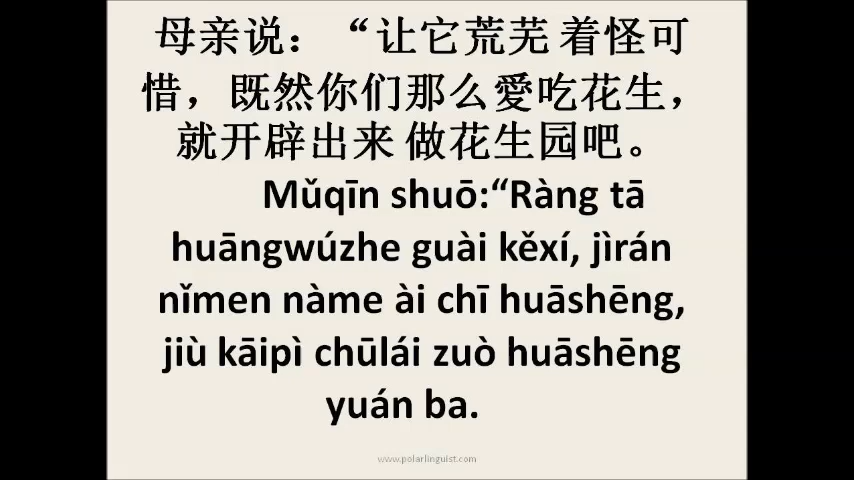 母亲说：“让它荒芜 着怪可
惜，既然你们那么愛吃花生，
就开辟出来 做花生园吧。
Mǔqīn shuō:“Ràng tā
huāngwúzhe guài kěxí, jìrán
nǐmen nàme ài chī huāshēng,
jiù kāipì chūlái zuò huāshēng
yuán ba.
www.polarlinguist.com